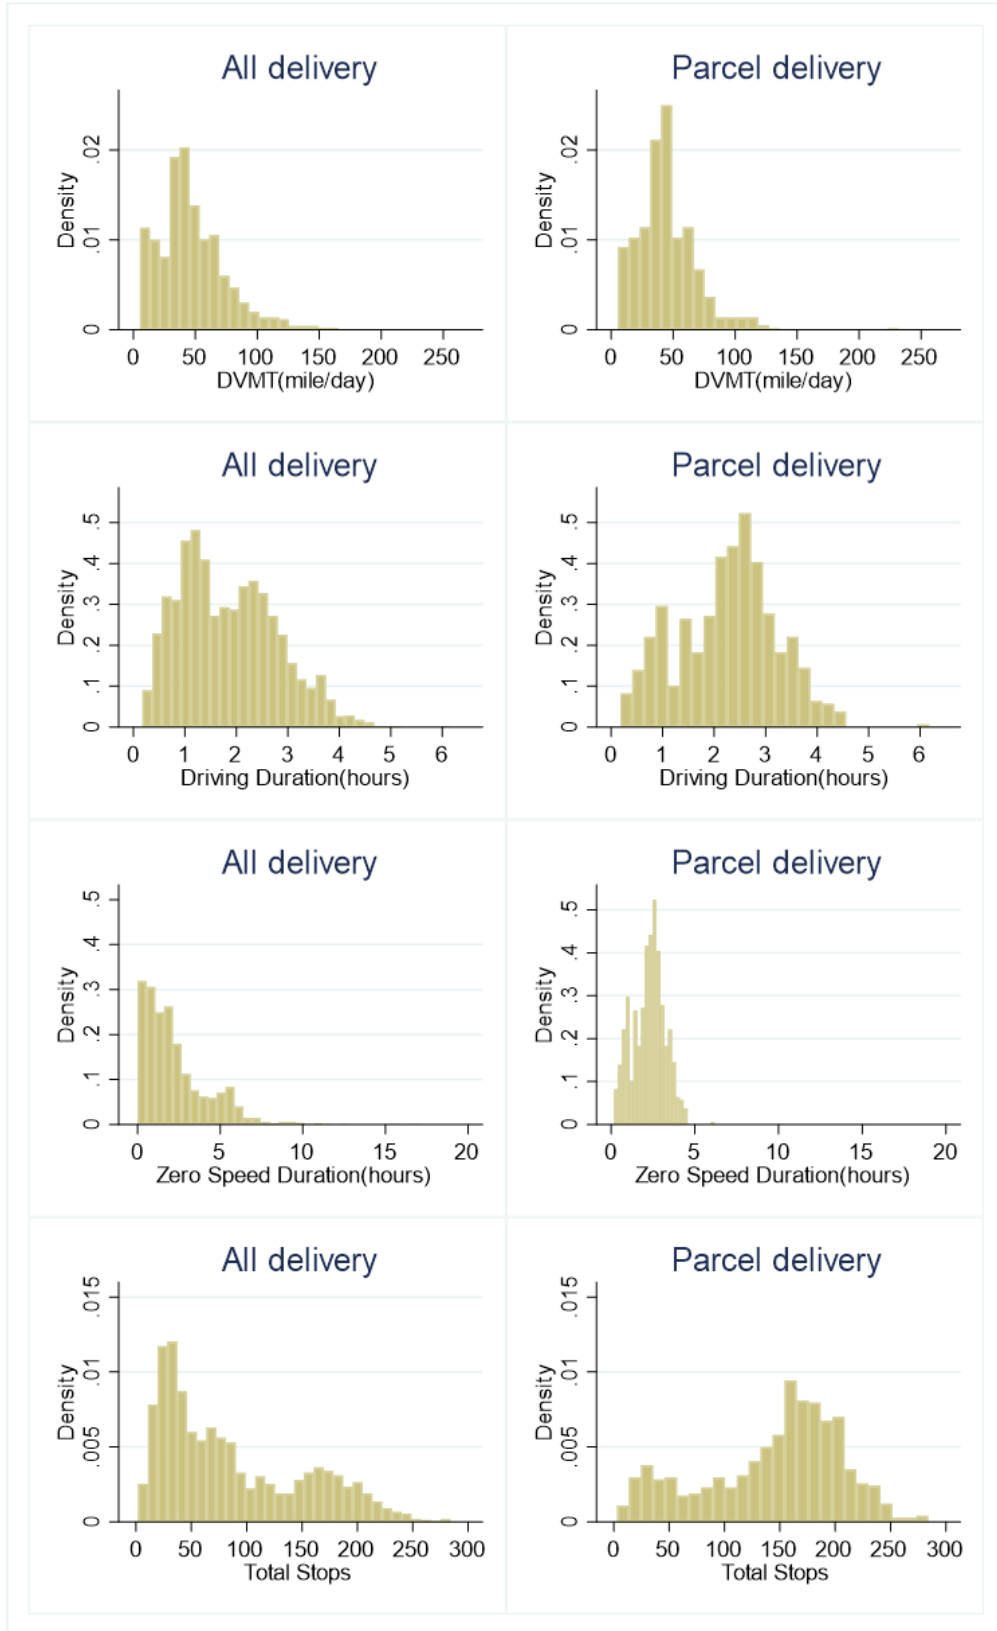 All delivery
Parcel delivery
Density
.02
.01
0
0 50 100 150 200 250
DVMT(mile/day)
Density
.02
.01
0
0 50 100 150 200 250
DVMT(mile/day)
All delivery
Parcel delivery
Density
.5
.4
.3
.2
.1
0
0 1 2 3 4 5 6
Driving Duration(hours)
Density
.5
.4
.3
.2
.1
0
0 1 2 3 4 5 6
Driving Duration(hours)
All delivery
Parcel delivery
Density
.5
.4
.3
.2
.1
0
0 5 10 15 20
Zero Speed Duration(hours)
Density
.5
.4
.3
.2
.1
0
0 5 10 15 20
Zero Speed Duration(hours)
All delivery
Parcel delivery
Density
.015
.01
.005
0
0 50 100 150 200 250 300
Total Stops
Density
.015
.01
.005
0
0 50 100 150 200 250 300
Total Stops